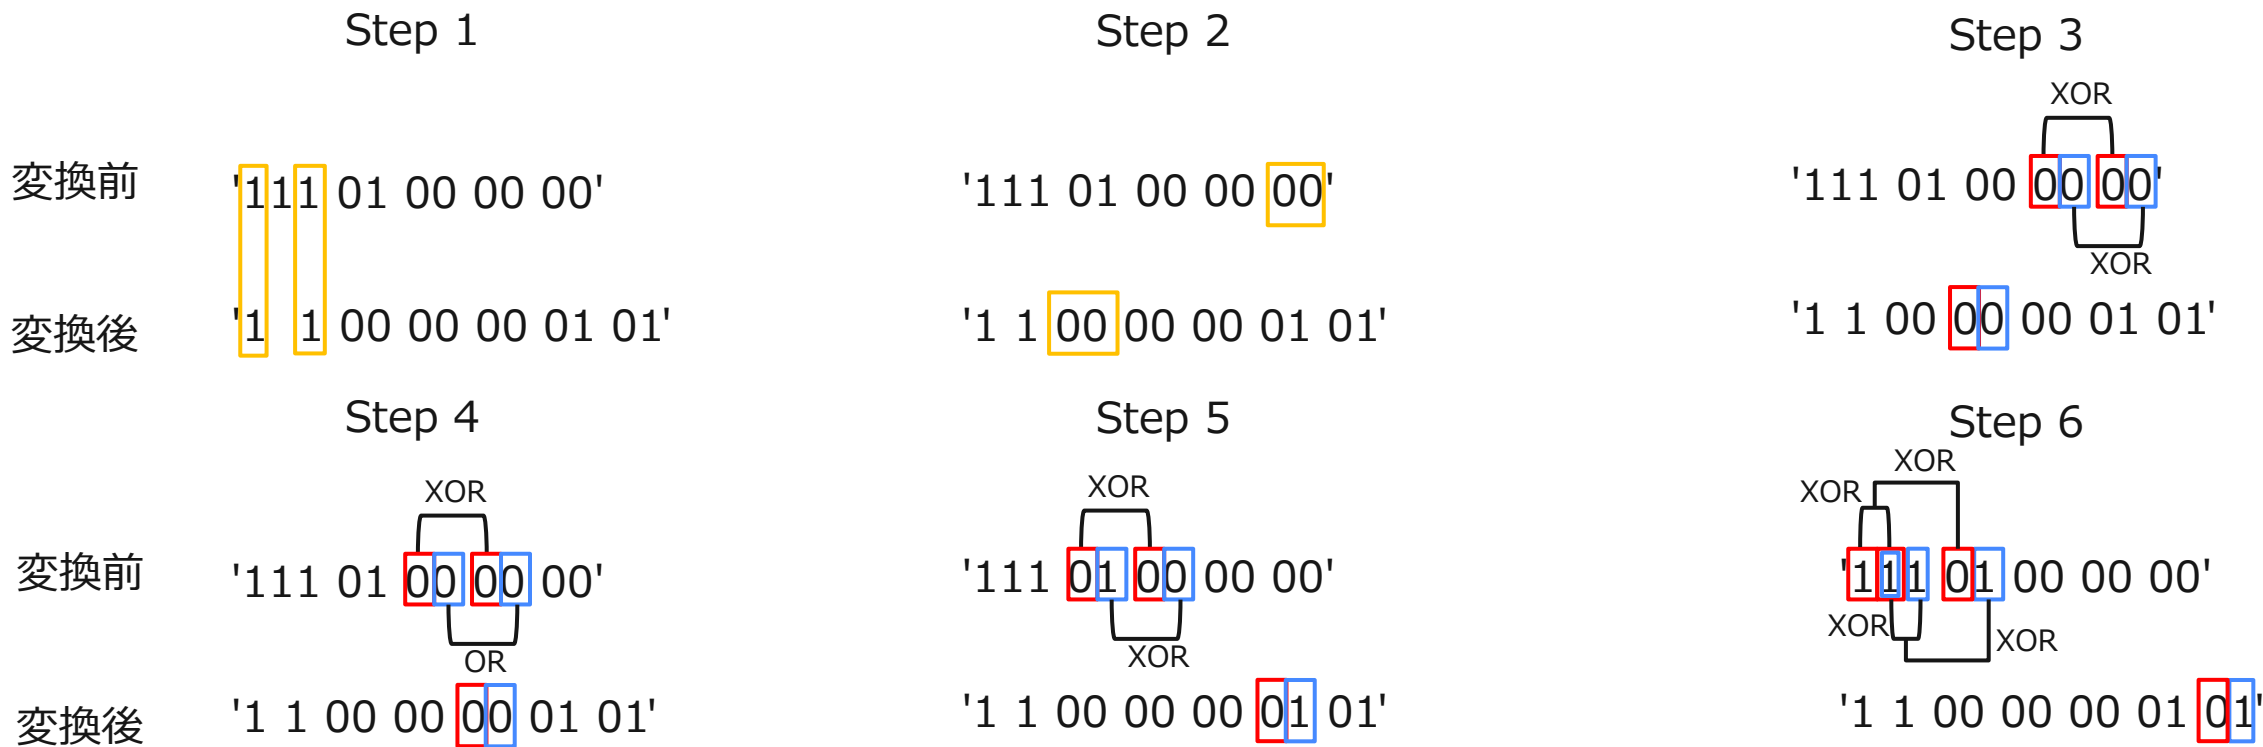 Step 1
変換前 '111 01 00 00 00'
変換後 '1 1 00 00 00 01 01'
Step 2
'111 01 00 00 00'
'1 1 00 00 00 01 01'
Step 3
XOR
'111 01 00 00 00'
XOR
'1 1 00 00 00 01 01'
Step 4
XOR
変換前 '111 01 00 00 00'
OR
変換後 '1 1 00 00 00 01 01'
Step 5
XOR
'111 01 00 00 00'
XOR
'1 1 00 00 00 01 01'
Step 6
XOR
XOR
'111 01 00 00 00'
XOR
XOR
'1 1 00 00 00 01 01'